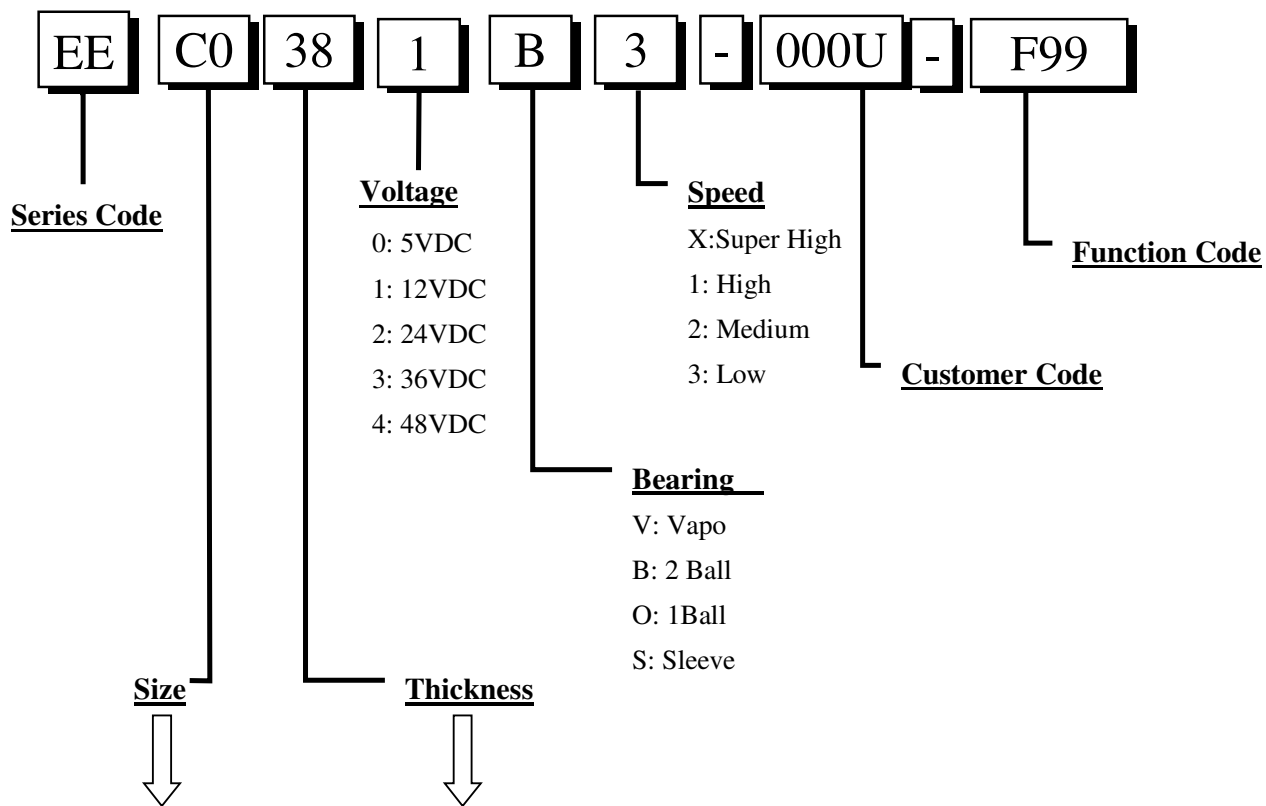 EE C0 38 1 B 3 - 000U - F99
Series Code
Voltage
0: 5VDC
1: 12VDC
2: 24VDC
3: 36VDC
4: 48VDC
Speed
X:Super High
1: High
2: Medium
3: Low
Function Code
Customer Code
Bearing
V: Vapo
B: 2 Ball
O: 1Ball
S: Sleeve
Size
Thickness